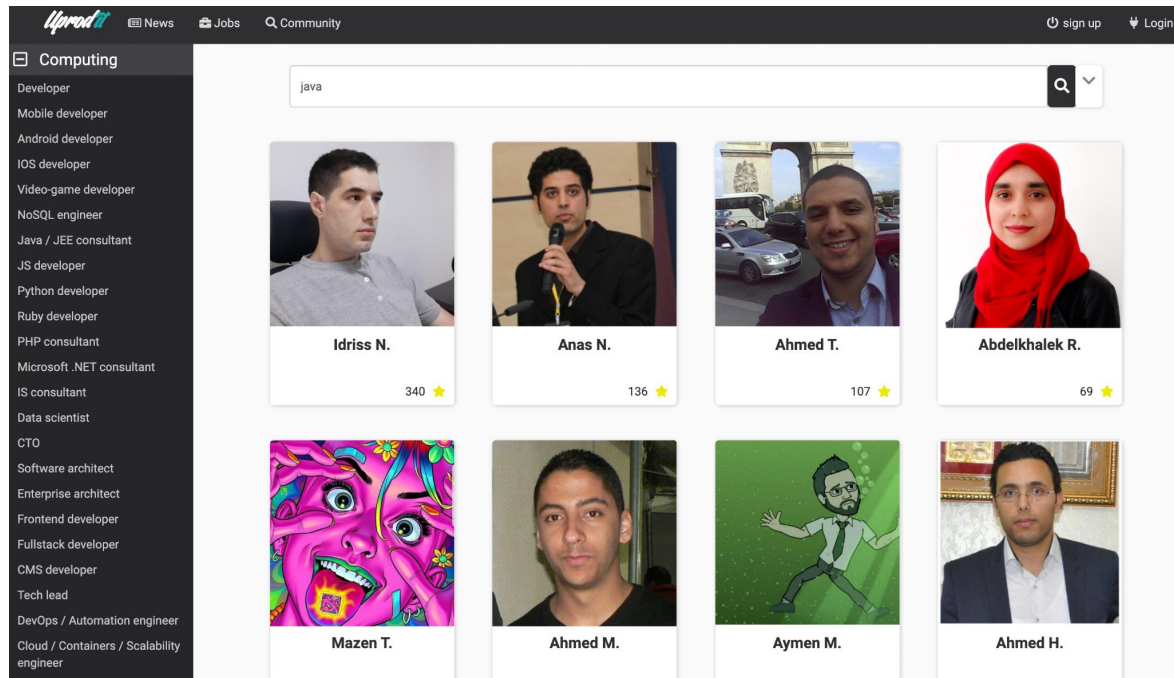 Uprodit
News
Jobs
Community
sign up
Login
Computing
Developer
Mobile developer
Android developer
IOS developer
Video-game developer
NoSQL engineer
Java / JEE consultant
JS developer
Python developer
Ruby developer
PHP consultant
Microsoft .NET consultant
IS consultant
Data scientist
CTO
Software architect
Enterprise architect
Frontend developer
Fullstack developer
CMS developer
Tech lead
DevOps / Automation engineer
Cloud / Containers / Scalability
engineer
java
Idriss N.
340
Anas N.
136
Ahmed T.
107
Abdelkhalek R.
69
Mazen T.
Ahmed M.
Aymen M.
Ahmed H.